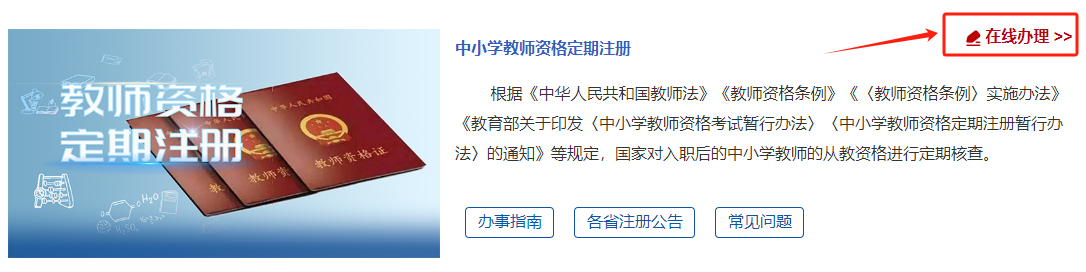 教师资格
定期注册
中华人民共和国
教师资格证
教师资格证
中小学教师资格定期注册
在线办理 >>
根据《中华人民共和国教师法》《教师资格条例》《〈教师资格条例〉实施办法》
《教育部关于印发〈中小学教师资格考试暂行办法〉〈中小学教师资格定期注册暂行办
法〉的通知》等规定，国家对入职后的中小学教师的从教资格进行定期核查。
办事指南
各省注册公告
常见问题